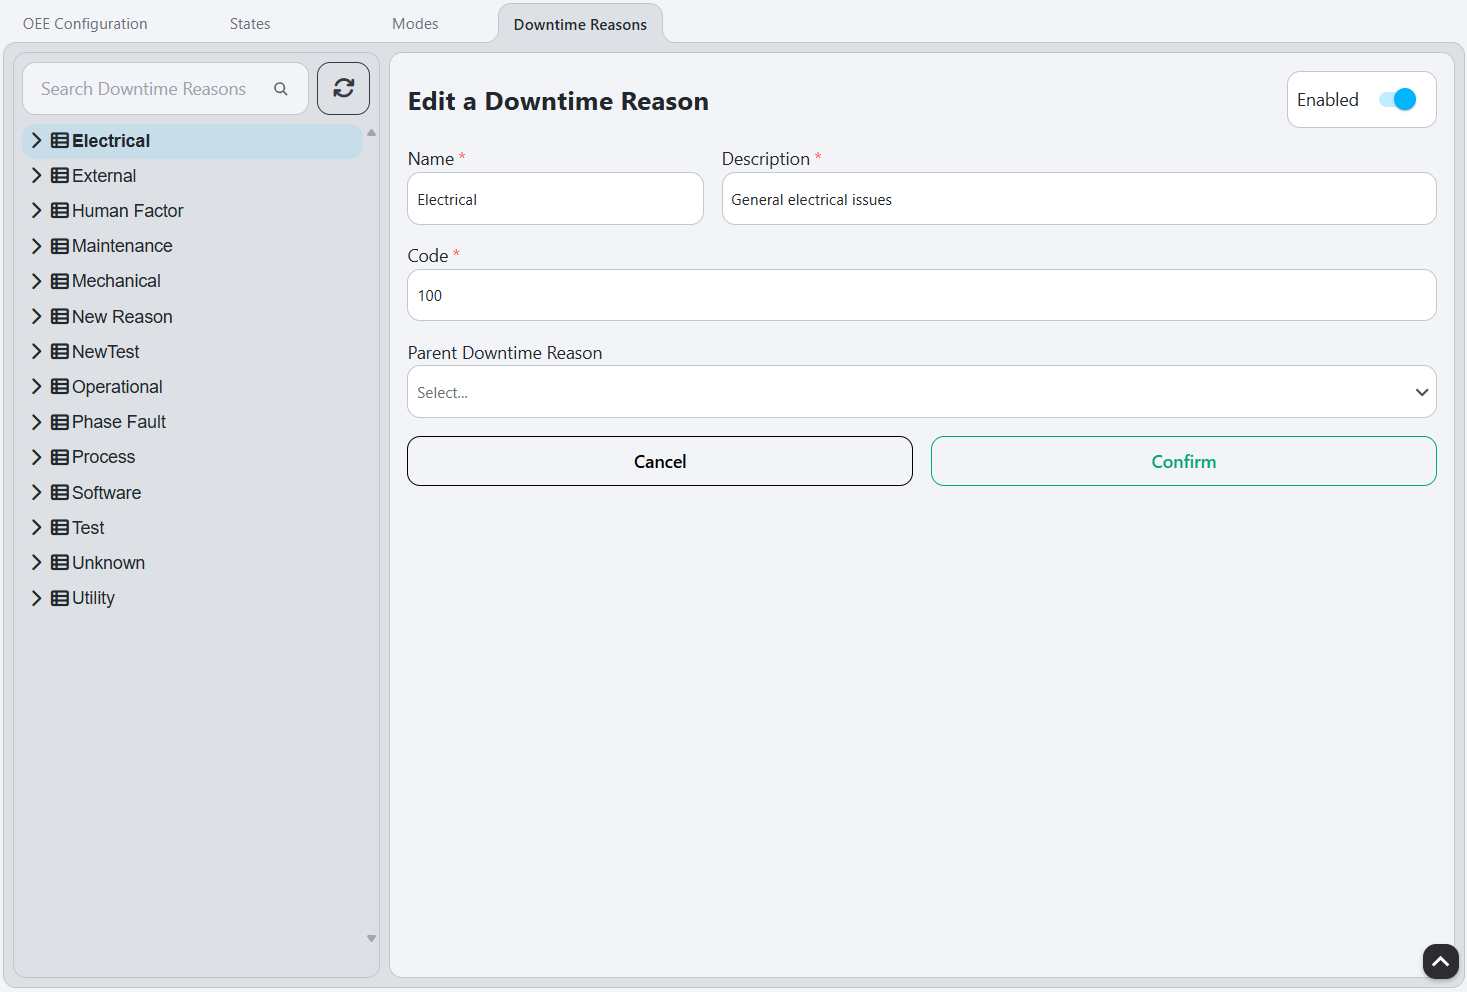 OEE Configuration
States
Modes
Downtime Reasons
Search Downtime Reasons
Electrical
External
Human Factor
Maintenance
Mechanical
New Reason
NewTest
Operational
Phase Fault
Process
Software
Test
Unknown
Utility
Edit a Downtime Reason
Enabled
Name *
Description *
Electrical
General electrical issues
Code *
100
Parent Downtime Reason
Select...
Cancel
Confirm